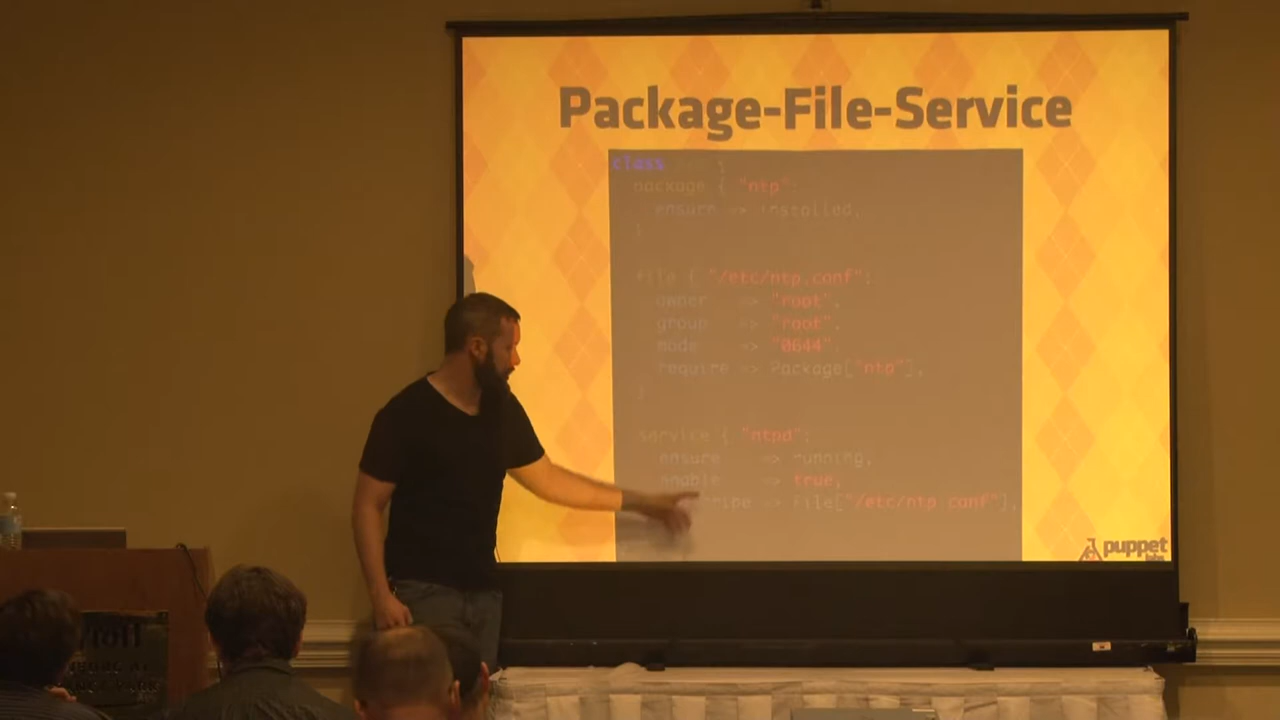 Package-File-Service
class {
package { "ntp":
ensure => installed,
}
file { "/etc/ntp.conf":
owner => "root",
group => "root",
mode => "0644",
require => Package["ntp"],
}
service { "ntpd":
ensure => running,
enable => true,
=> File["/etc/ntp.conf"],
puppet
labs